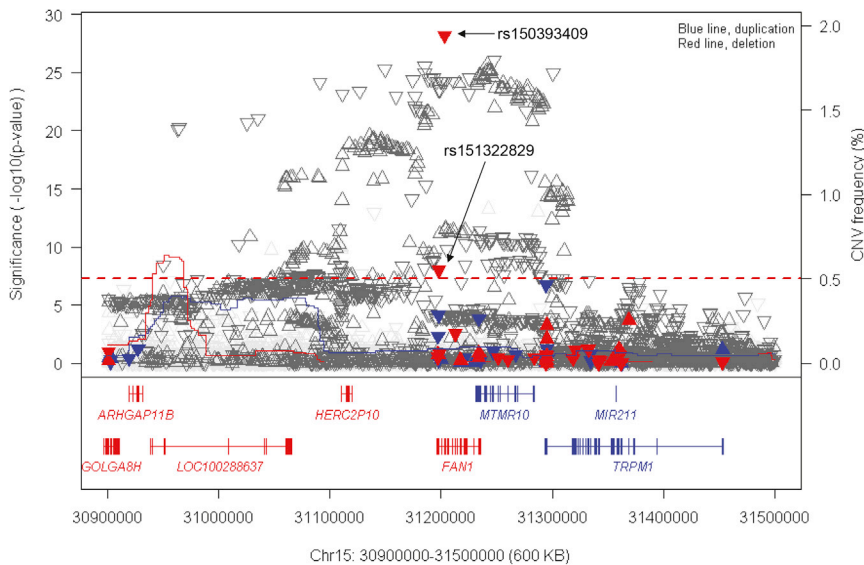 30
25
20
15
10
5
0
Significance ( -log10(p-value) )
rs150393409
rs151322829
Blue line, duplication
Red line, deletion
2.0
1.5
1.0
0.5
0.0
CNV frequency (%)
ARHGAP11B
HERC2P10
MTMR10
MIR211
GOLGA8H
LOC100288637
FAN1
TRPM1
30900000
31000000
31100000
31200000
31300000
31400000
31500000
Chr15: 30900000-31500000 (600 KB)